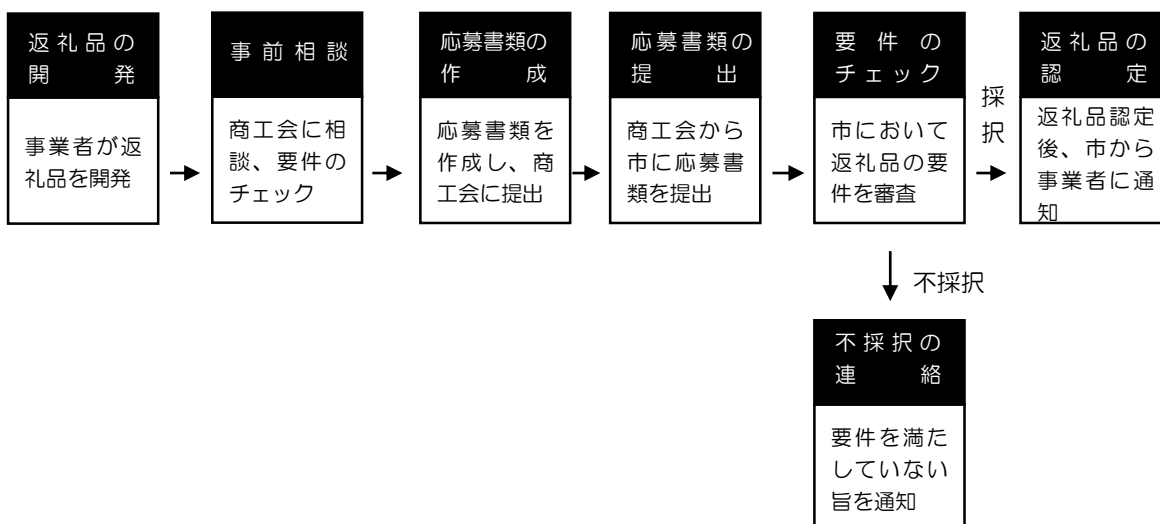 返礼品の
開発
事業者が返
礼品を開発
事前相談
商工会に相
談、要件の
チェック
応募書類の
作成
応募書類を
作成し、商
工会に提出
応募書類の
提出
商工会から
市に応募書
類を提出
要件の
チェック
市において
返礼品の要
件を審査
採
択
返礼品の
認定
返礼品認定
後、市から
事業者に通
知
不採択
不採択の
連絡
要件を満た
していない
旨を通知